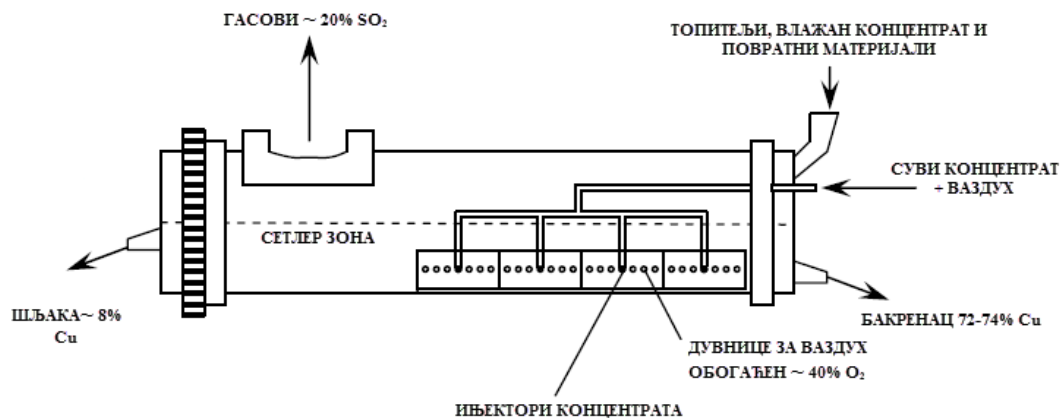 ГАСОВИ ~ 20% SO₂
ТОПИТЕЉИ, ВЛАЖАН КОНЦЕНТРАТ И
ПОВРАТНИ МАТЕРИЈАЛИ
СУВИ КОНЦЕНТРАТ
+ ВАЗДУХ
СЕТЛЕР ЗОНА
ШЉАКА~ 8%
Cu
БАКРЕНАЦ 72-74% Cu
ДУВНИЦЕ ЗА ВАЗДУХ
ОБОГАЋЕН ~ 40% O₂
ИЊЕКТОРИ КОНЦЕНТРАТА